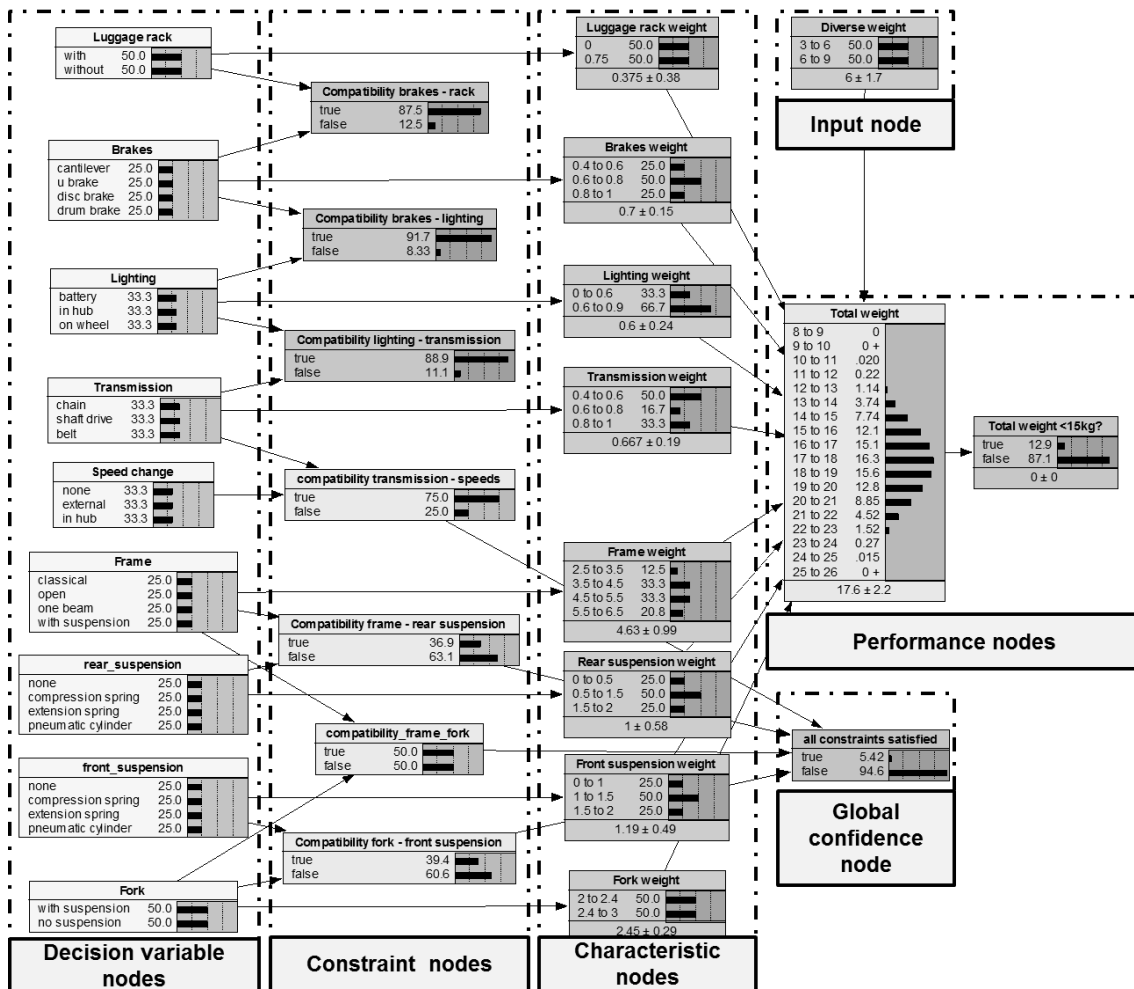 Luggage rack
with 50.0
without 50.0
Brakes
cantilever 25.0
u brake 25.0
disc brake 25.0
drum brake 25.0
Lighting
battery 33.3
in hub 33.3
on wheel 33.3
Transmission
chain 33.3
shaft drive 33.3
belt 33.3
Speed change
none 33.3
external 33.3
in hub 33.3
Frame
classical 25.0
open 25.0
one beam 25.0
with suspension 25.0
rear_suspension
none 25.0
compression spring 25.0
extension spring 25.0
pneumatic cylinder 25.0
front_suspension
none 25.0
compression spring 25.0
extension spring 25.0
pneumatic cylinder 25.0
Fork
with suspension 50.0
no suspension 50.0
Decision variable
nodes
Compatibility brakes - rack
true 87.5
false 12.5
Compatibility brakes - lighting
true 91.7
false 8.33
Compatibility lighting - transmission
true 88.9
false 11.1
compatibility transmission - speeds
true 75.0
false 25.0
Compatibility frame - rear suspension
true 36.9
false 63.1
compatibility_frame_fork
true 50.0
false 50.0
Compatibility fork - front suspension
true 39.4
false 60.6
Constraint nodes
Luggage rack weight
0 50.0
0.75 50.0
0.375 ± 0.38
Brakes weight
0.4 to 0.6 25.0
0.6 to 0.8 50.0
0.8 to 1 25.0
0.7 ± 0.15
Lighting weight
0 to 0.6 33.3
0.6 to 0.9 66.7
0.6 ± 0.24
Transmission weight
0.4 to 0.6 50.0
0.6 to 0.8 16.7
0.8 to 1 33.3
0.667 ± 0.19
Frame weight
2.5 to 3.5 12.5
3.5 to 4.5 33.3
4.5 to 5.5 33.3
5.5 to 6.5 20.8
4.63 ± 0.99
Rear suspension weight
0 to 0.5 25.0
0.5 to 1.5 50.0
1.5 to 2 25.0
1 ± 0.58
Front suspension weight
0 to 1 25.0
1 to 1.5 50.0
1.5 to 2 25.0
1.19 ± 0.49
Fork weight
2 to 2.4 50.0
2.4 to 3 50.0
2.45 ± 0.29
Characteristic
nodes
Diverse weight
3 to 6 50.0
6 to 9 50.0
6 ± 1.7
Input node
Total weight
8 to 9 0
9 to 10 0 +
10 to 11 .020
11 to 12 0.22
12 to 13 1.14
13 to 14 3.74
14 to 15 7.74
15 to 16 12.1
16 to 17 15.1
17 to 18 16.3
18 to 19 15.6
19 to 20 12.8
20 to 21 8.85
21 to 22 4.52
22 to 23 1.52
23 to 24 0.27
24 to 25 .015
25 to 26 0 +
17.6 ± 2.2
Total weight <15kg?
true 12.9
false 87.1
0 ± 0
Performance nodes
all constraints satisfied
true 5.42
false 94.6
Global
confidence
node